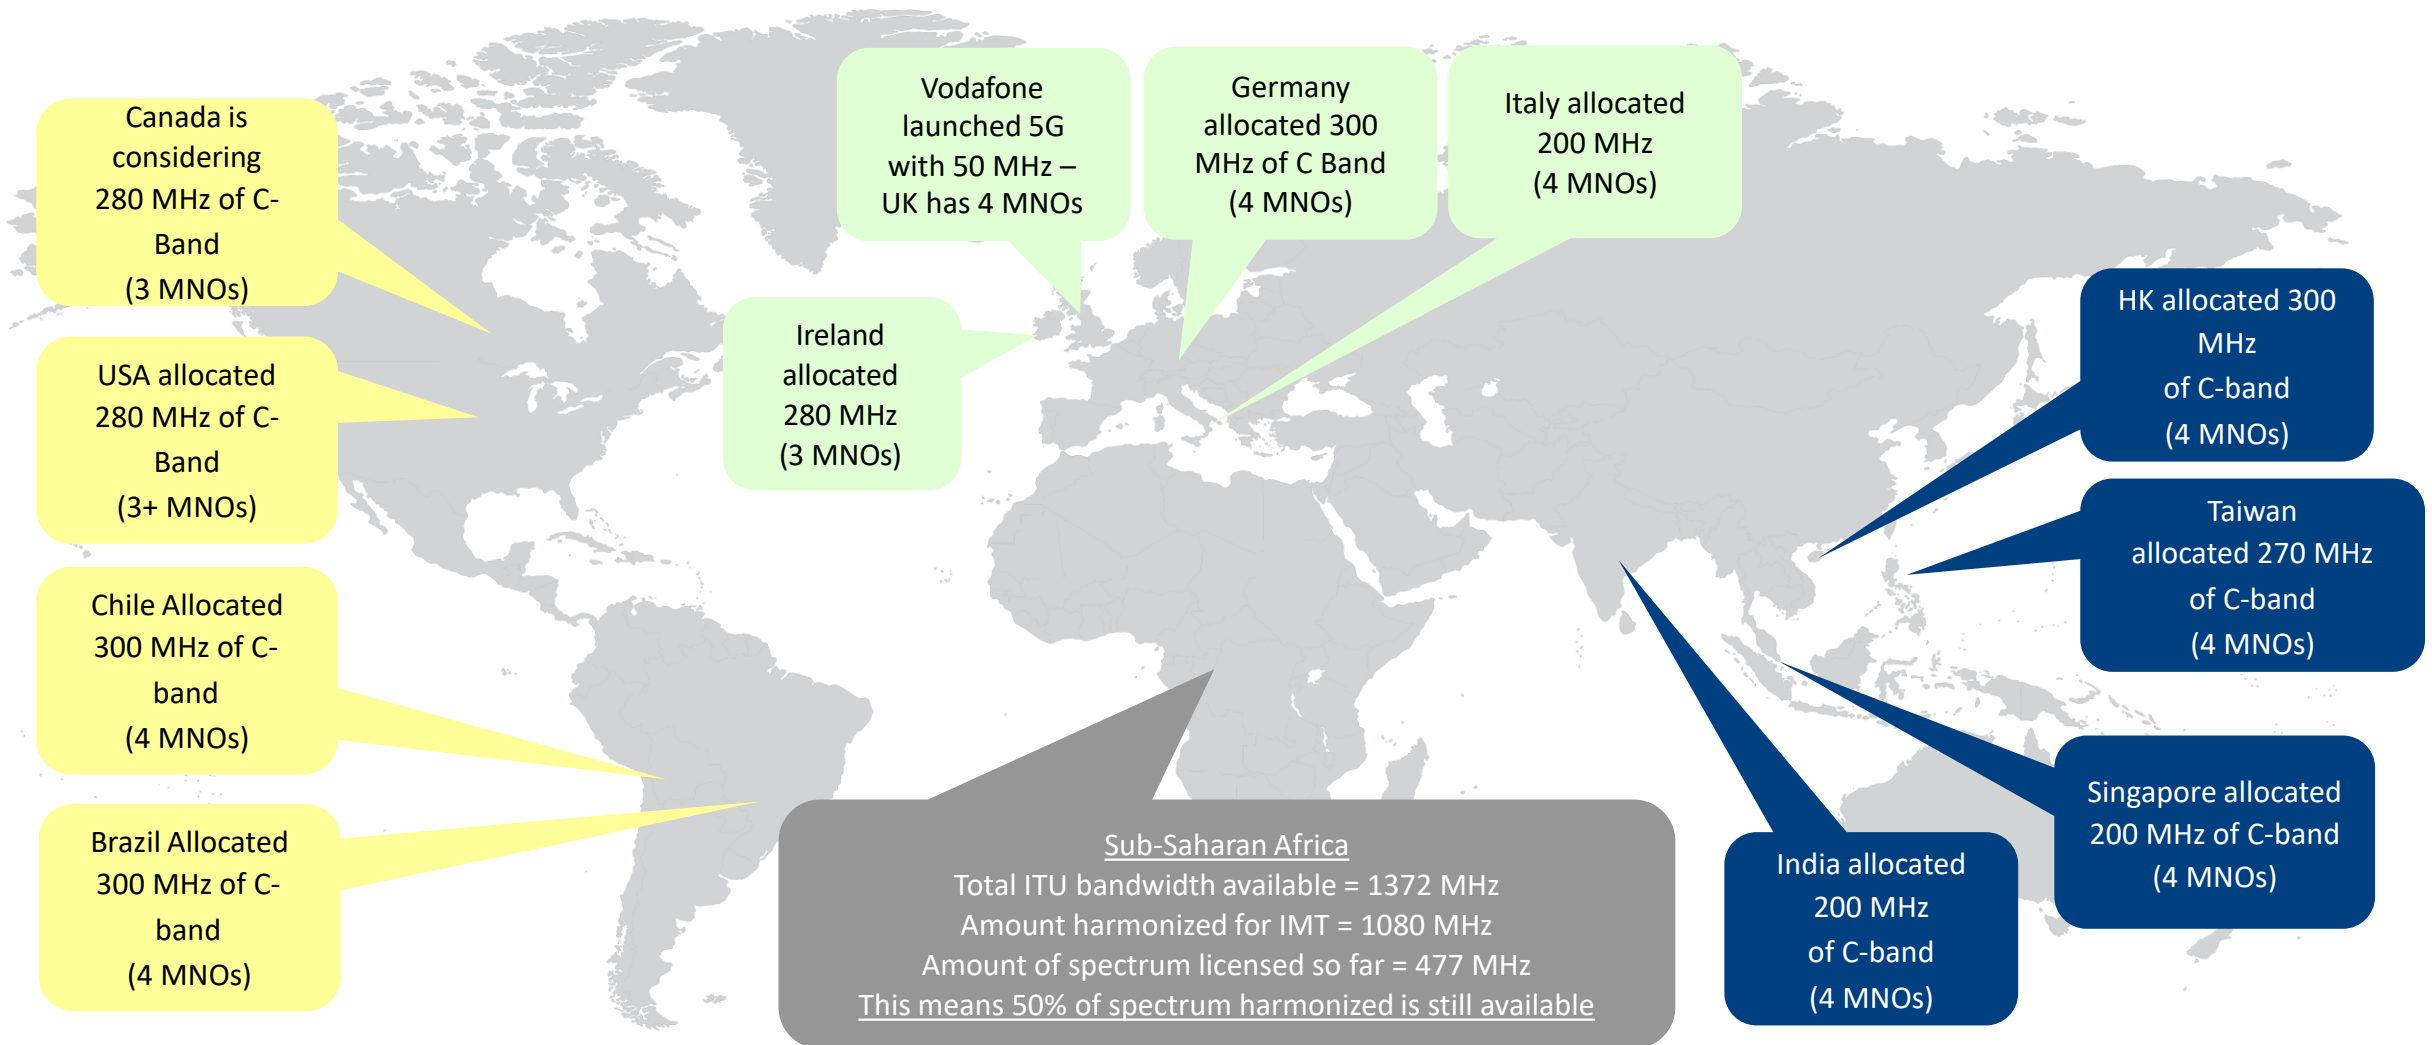 Canada is
considering
280 MHz of C-
Band
(3 MNOs)
USA allocated
280 MHz of C-
Band
(3+ MNOs)
Chile Allocated
300 MHz of C-
band
(4 MNOs)
Brazil Allocated
300 MHz of C-
band
(4 MNOs)
Vodafone
launched 5G
with 50 MHz –
UK has 4 MNOs
Germany
allocated 300
MHz of C Band
(4 MNOs)
Italy allocated
200 MHz
(4 MNOs)
Ireland
allocated
280 MHz
(3 MNOs)
Sub-Saharan Africa
Total ITU bandwidth available = 1372 MHz
Amount harmonized for IMT = 1080 MHz
Amount of spectrum licensed so far = 477 MHz
This means 50% of spectrum harmonized is still available
HK allocated 300
MHz
of C-band
(4 MNOs)
Taiwan
allocated 270 MHz
of C-band
(4 MNOs)
Singapore allocated
200 MHz of C-band
(4 MNOs)
India allocated
200 MHz
of C-band
(4 MNOs)